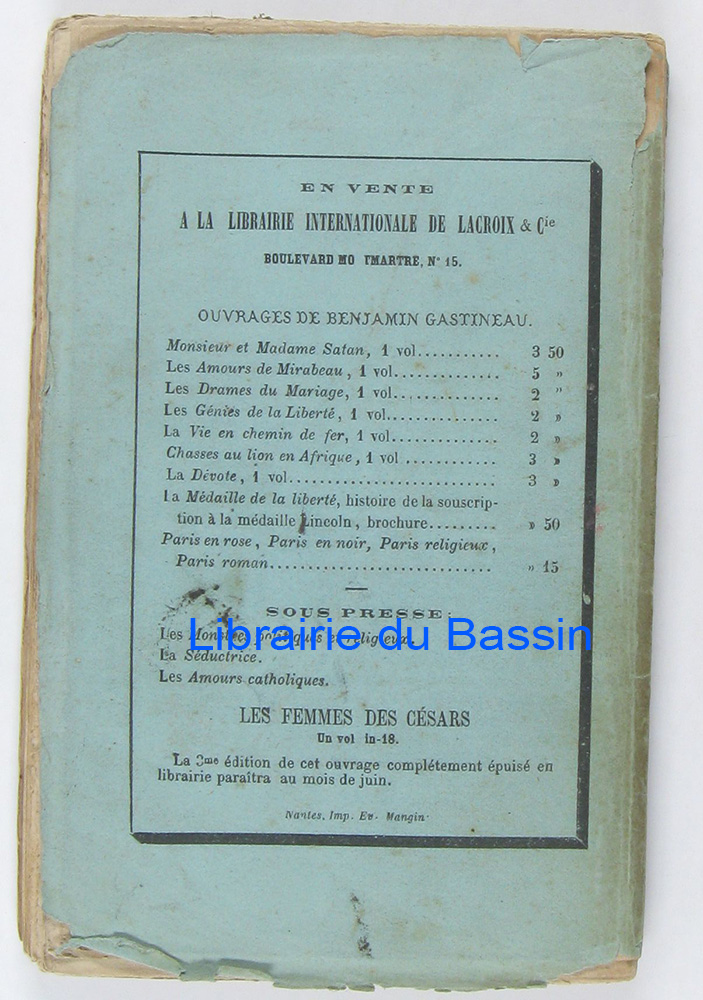 EN VENTE
A LA LIBRAIRIE INTERNATIONALE DE LACROIX & Cie
BOULEVARD MO TMARTRE, N° 15.
OUVRAGES DE BENJAMIN GASTINEAU.
Monsieur et Madame Satan, 1 vol........... 3 50
Les Amours de Mirabeau, 1 vol............. 5 »
Les Drames du Mariage, 1 vol.............. 2 »
Les Génies de la Liberté, 1 vol............. 2 »
La Vie en chemin de fer, 1 vol............. 2 »
Chasses au lion en Afrique, 1 vol ........... 3 »
La Dévote, 1 vol............................ 3 »
La Médaille de la liberté, histoire de la souscrip-
tion à la médaille Lincoln, brochure......... » 50
Paris en rose, Paris en noir, Paris religieux,
Paris roman.............................. » 15
SOUS PRESSE:
Les Monstres politiques et religieux.
Librairie du Bassin
La Séductrice.
Les Amours catholiques.
LES FEMMES DES CÉSARS
Un vol in-18.
La 3me édition de cet ouvrage complétement épuisé en
librairie paraîtra au mois de juin.
Nantes, Imp. Ev. Mangin